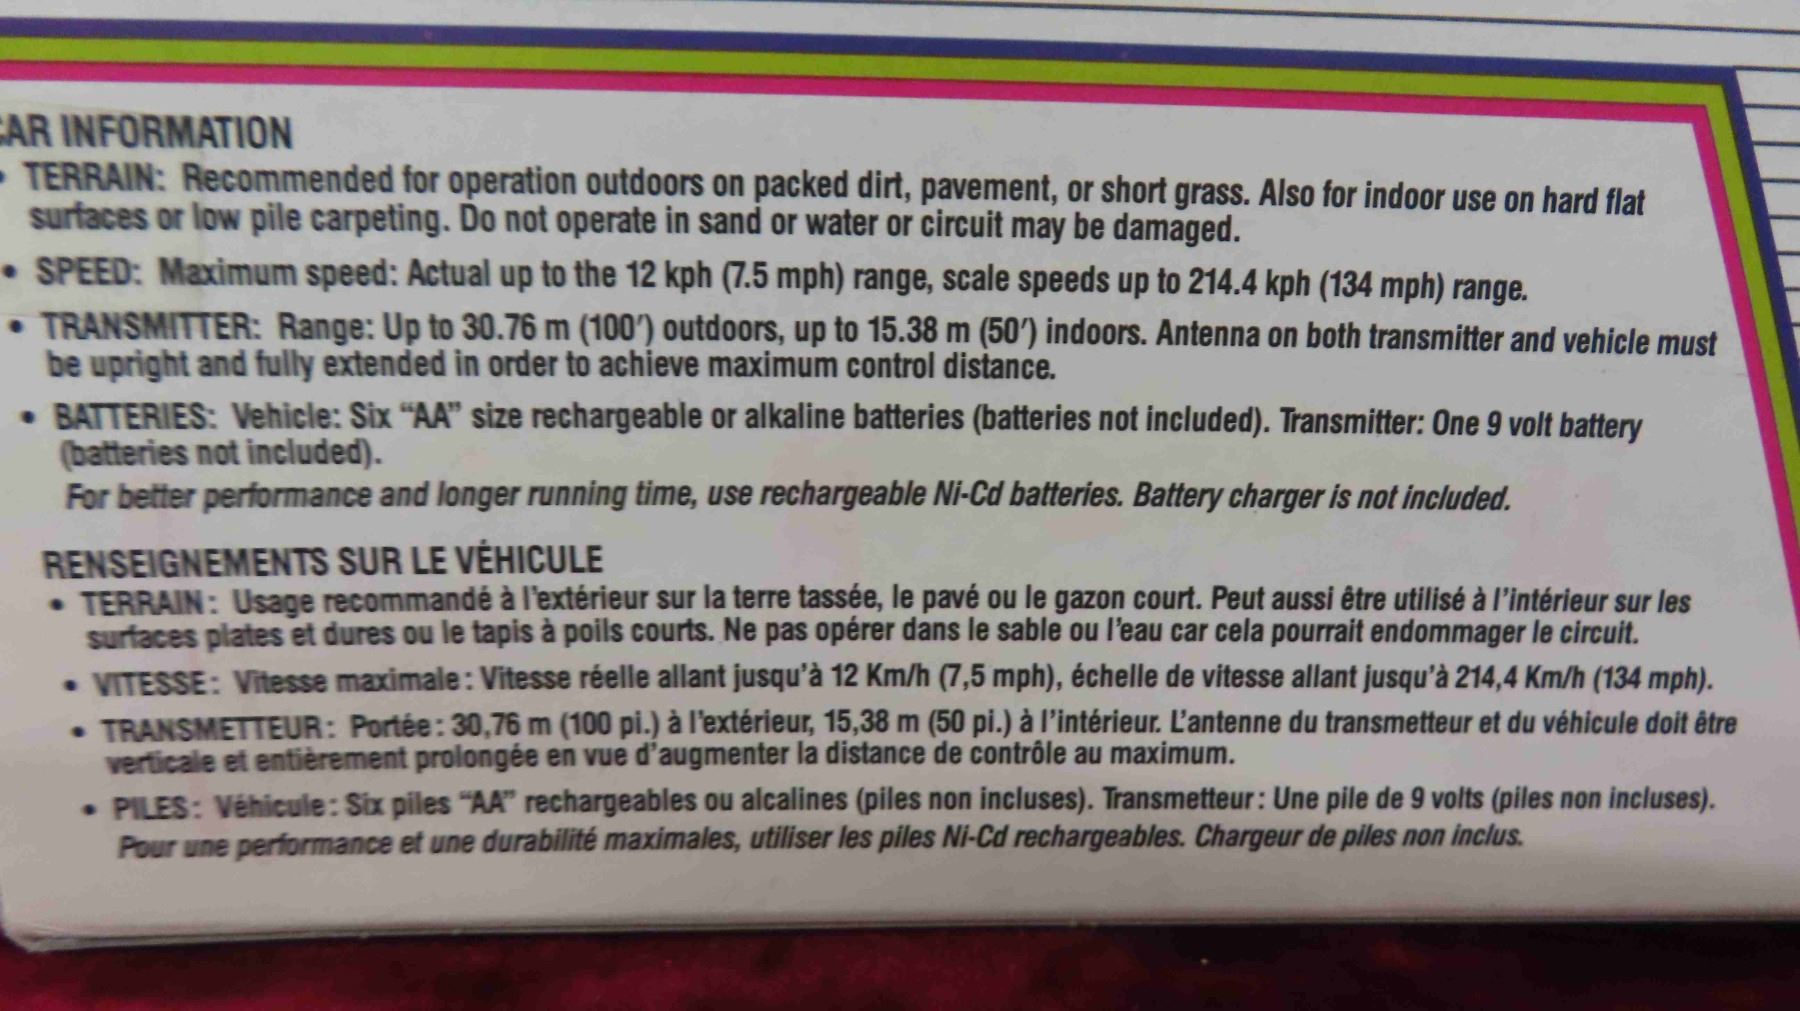 CAR INFORMATION
• TERRAIN: Recommended for operation outdoors on packed dirt, pavement, or short grass. Also for indoor use on hard flat
surfaces or low pile carpeting. Do not operate in sand or water or circuit may be damaged.
• SPEED: Maximum speed: Actual up to the 12 kph (7.5 mph) range, scale speeds up to 214.4 kph (134 mph) range.
• TRANSMITTER: Range: Up to 30.76 m (100′) outdoors, up to 15.38 m (50′) indoors. Antenna on both transmitter and vehicle must
be upright and fully extended in order to achieve maximum control distance.
• BATTERIES: Vehicle: Six “AA” size rechargeable or alkaline batteries (batteries not included). Transmitter: One 9 volt battery
(batteries not included).
For better performance and longer running time, use rechargeable Ni-Cd batteries. Battery charger is not included.
RENSEIGNEMENTS SUR LE VÉHICULE
• TERRAIN : Usage recommandé à l'extérieur sur la terre tassée, le pavé ou le gazon court. Peut aussi être utilisé à l'intérieur sur les
surfaces plates et dures ou le tapis à poils courts. Ne pas opérer dans le sable ou l'eau car cela pourrait endommager le circuit.
• VITESSE : Vitesse maximale : Vitesse réelle allant jusqu'à 12 Km/h (7,5 mph), échelle de vitesse allant jusqu'à 214,4 Km/h (134 mph).
• TRANSMETTEUR : Portée : 30,76 m (100 pi.) à l'extérieur, 15,38 m (50 pi.) à l'intérieur. L'antenne du transmetteur et du véhicule doit être
verticale et entièrement prolongée en vue d'augmenter la distance de contrôle au maximum.
• PILES : Véhicule : Six piles “AA” rechargeables ou alcalines (piles non incluses). Transmetteur : Une pile de 9 volts (piles non incluses).
Pour une performance et une durabilité maximales, utiliser les piles Ni-Cd rechargeables. Chargeur de piles non inclus.